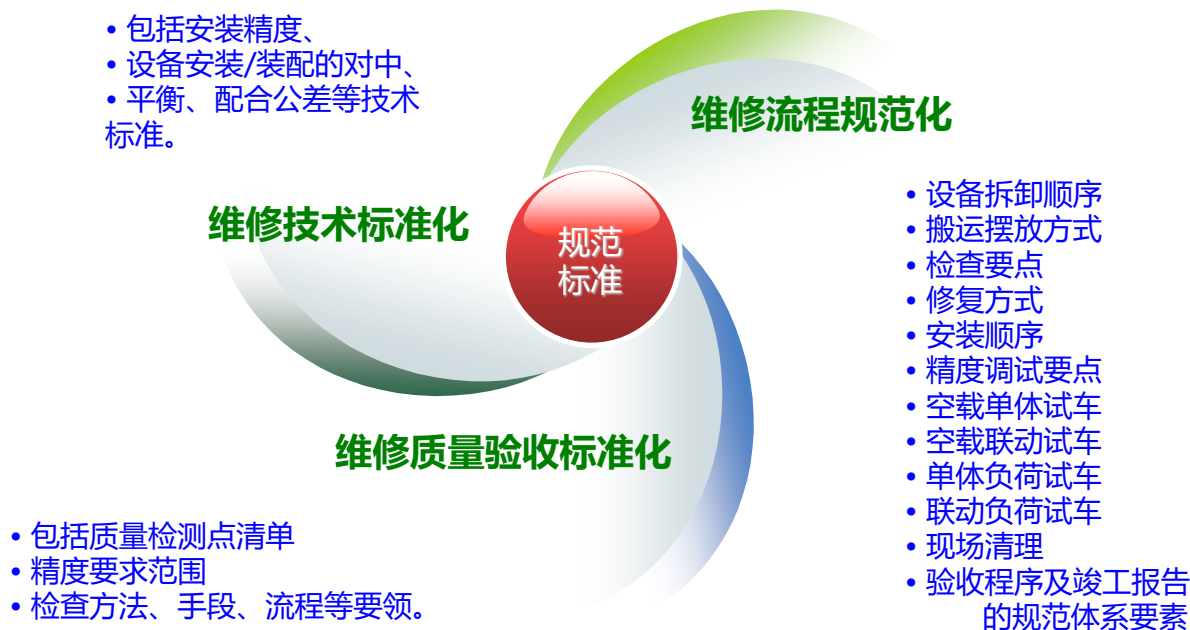 • 包括安装精度、
• 设备安装/装配的对中、
• 平衡、配合公差等技术
标准。
维修技术标准化
规范
标准
维修流程规范化
• 设备拆卸顺序
• 搬运摆放方式
• 检查要点
• 修复方式
• 安装顺序
• 精度调试要点
• 空载单体试车
• 空载联动试车
• 单体负荷试车
• 联动负荷试车
• 现场清理
• 验收程序及竣工报告
的规范体系要素
维修质量验收标准化
• 包括质量检测点清单
• 精度要求范围
• 检查方法、手段、流程等要领。